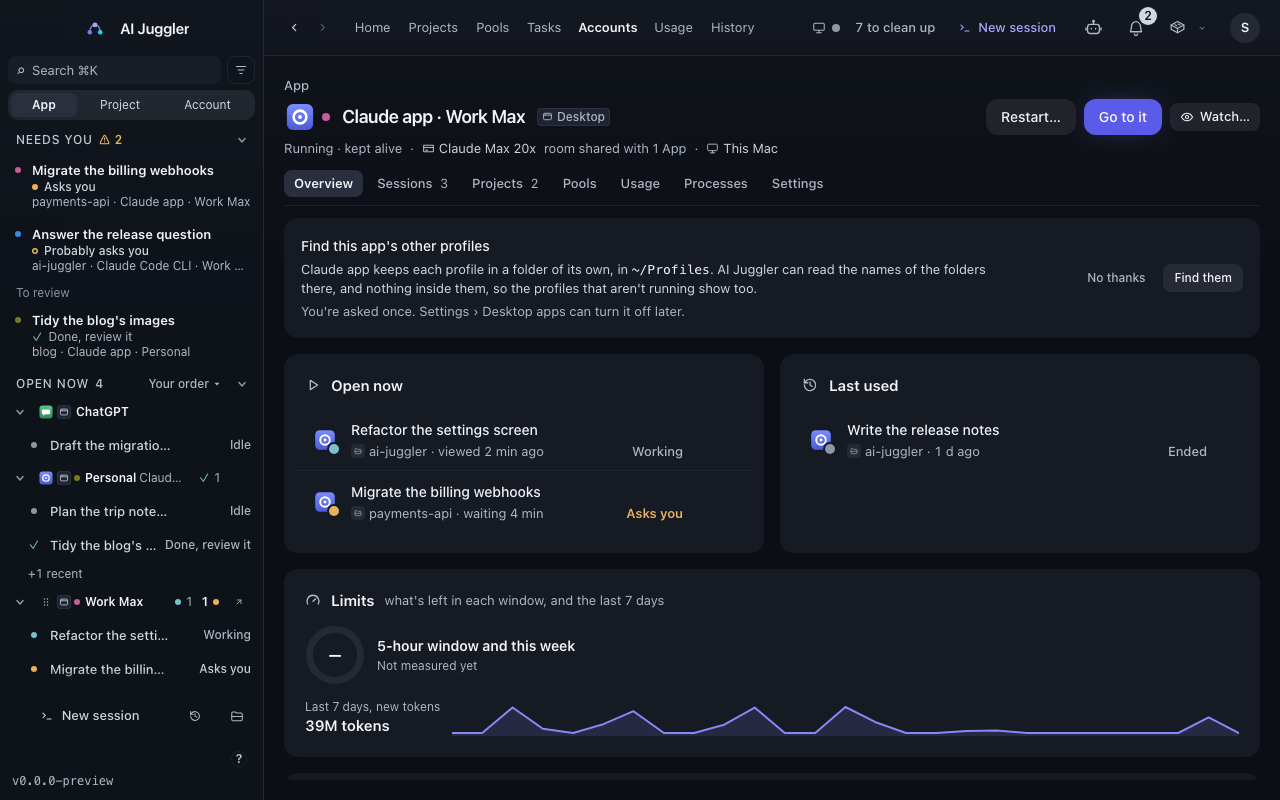 AI Juggler
Search ⌘K
App Project Account
NEEDS YOU 2
Migrate the billing webhooks
Asks you
payments-api · Claude app · Work Max
Answer the release question
Probably asks you
ai-juggler · Claude Code CLI · Work ...
To review
Tidy the blog's images
Done, review it
blog · Claude app · Personal
OPEN NOW 4 Your order
ChatGPT
Draft the migratio... Idle
Personal Claud... 1
Plan the trip note... Idle
Tidy the blog's ... Done, review it
+1 recent
Work Max 1 1
Refactor the setti... Working
Migrate the billin... Asks you
New session
?
v0.0.0-preview
Home Projects Pools Tasks Accounts Usage History
7 to clean up New session 2 S
App
Claude app · Work Max Desktop
Restart... Go to it Watch...
Running · kept alive · Claude Max 20x room shared with 1 App · This Mac
Overview Sessions 3 Projects 2 Pools Usage Processes Settings
Find this app's other profiles
Claude app keeps each profile in a folder of its own, in ~/Profiles. AI Juggler can read the names of the folders
there, and nothing inside them, so the profiles that aren't running show too.
You're asked once. Settings › Desktop apps can turn it off later.
No thanks Find them
Open now
Refactor the settings screen
ai-juggler · viewed 2 min ago Working
Migrate the billing webhooks
payments-api · waiting 4 min Asks you
Last used
Write the release notes
ai-juggler · 1 d ago Ended
Limits what's left in each window, and the last 7 days
–
5-hour window and this week
Not measured yet
Last 7 days, new tokens
39M tokens